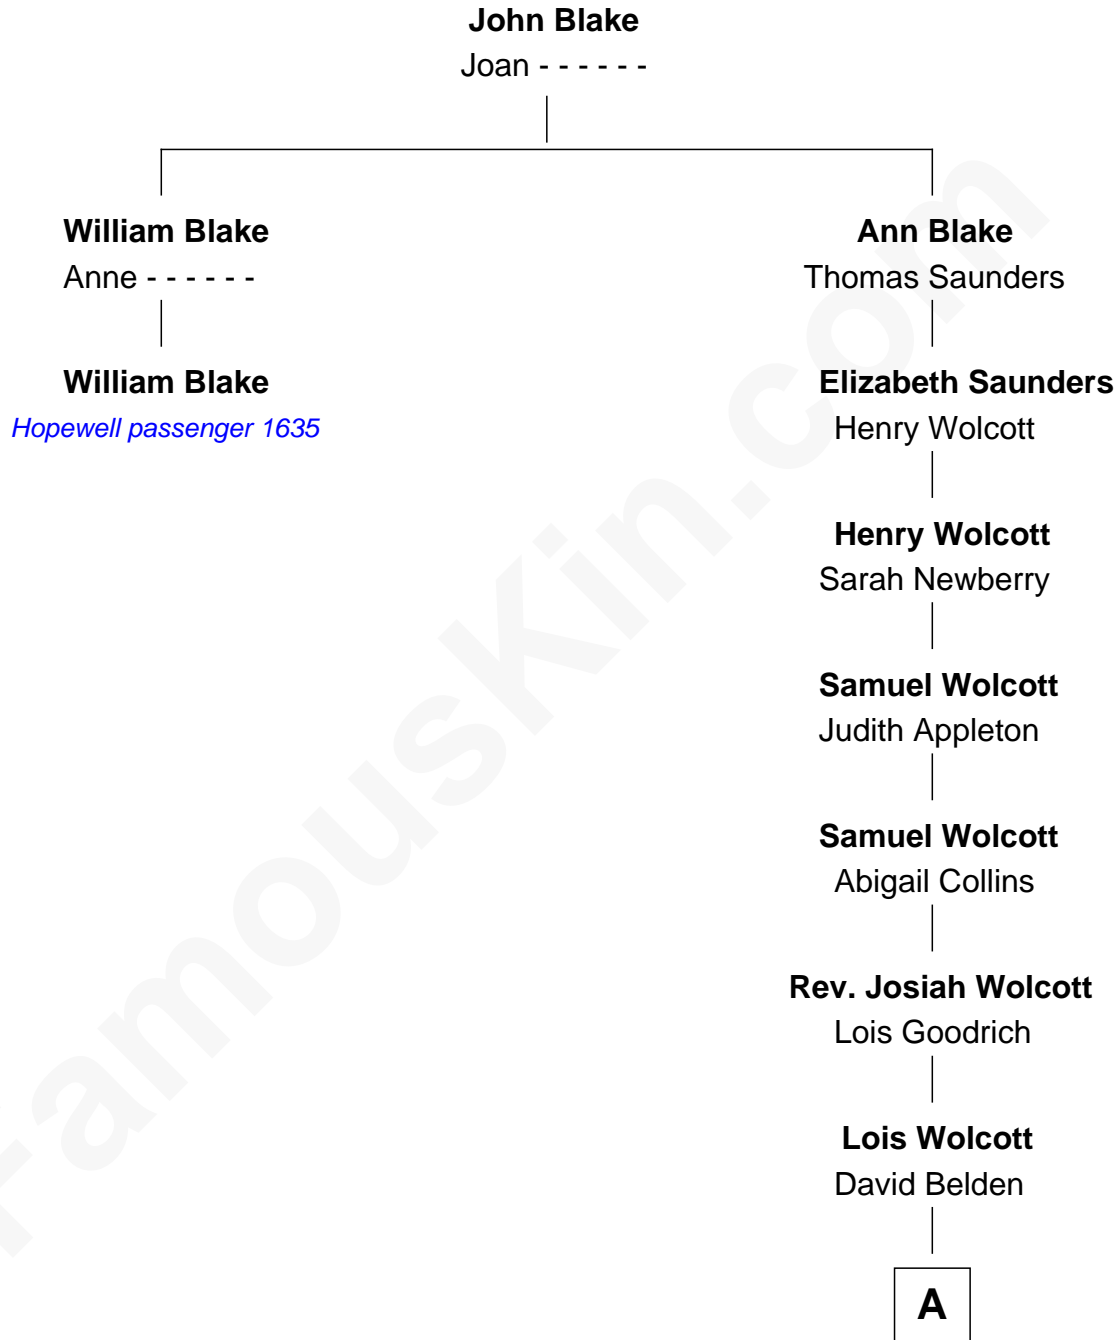 John Blake
Joan - - - - - -
William Blake
Anne - - - - - -
William Blake
Hopewell passenger 1635
Ann Blake
Thomas Saunders
Elizabeth Saunders
Henry Wolcott
Henry Wolcott
Sarah Newberry
Samuel Wolcott
Judith Appleton
Samuel Wolcott
Abigail Collins
Rev. Josiah Wolcott
Lois Goodrich
Lois Wolcott
David Belden
A
FamousKin.com